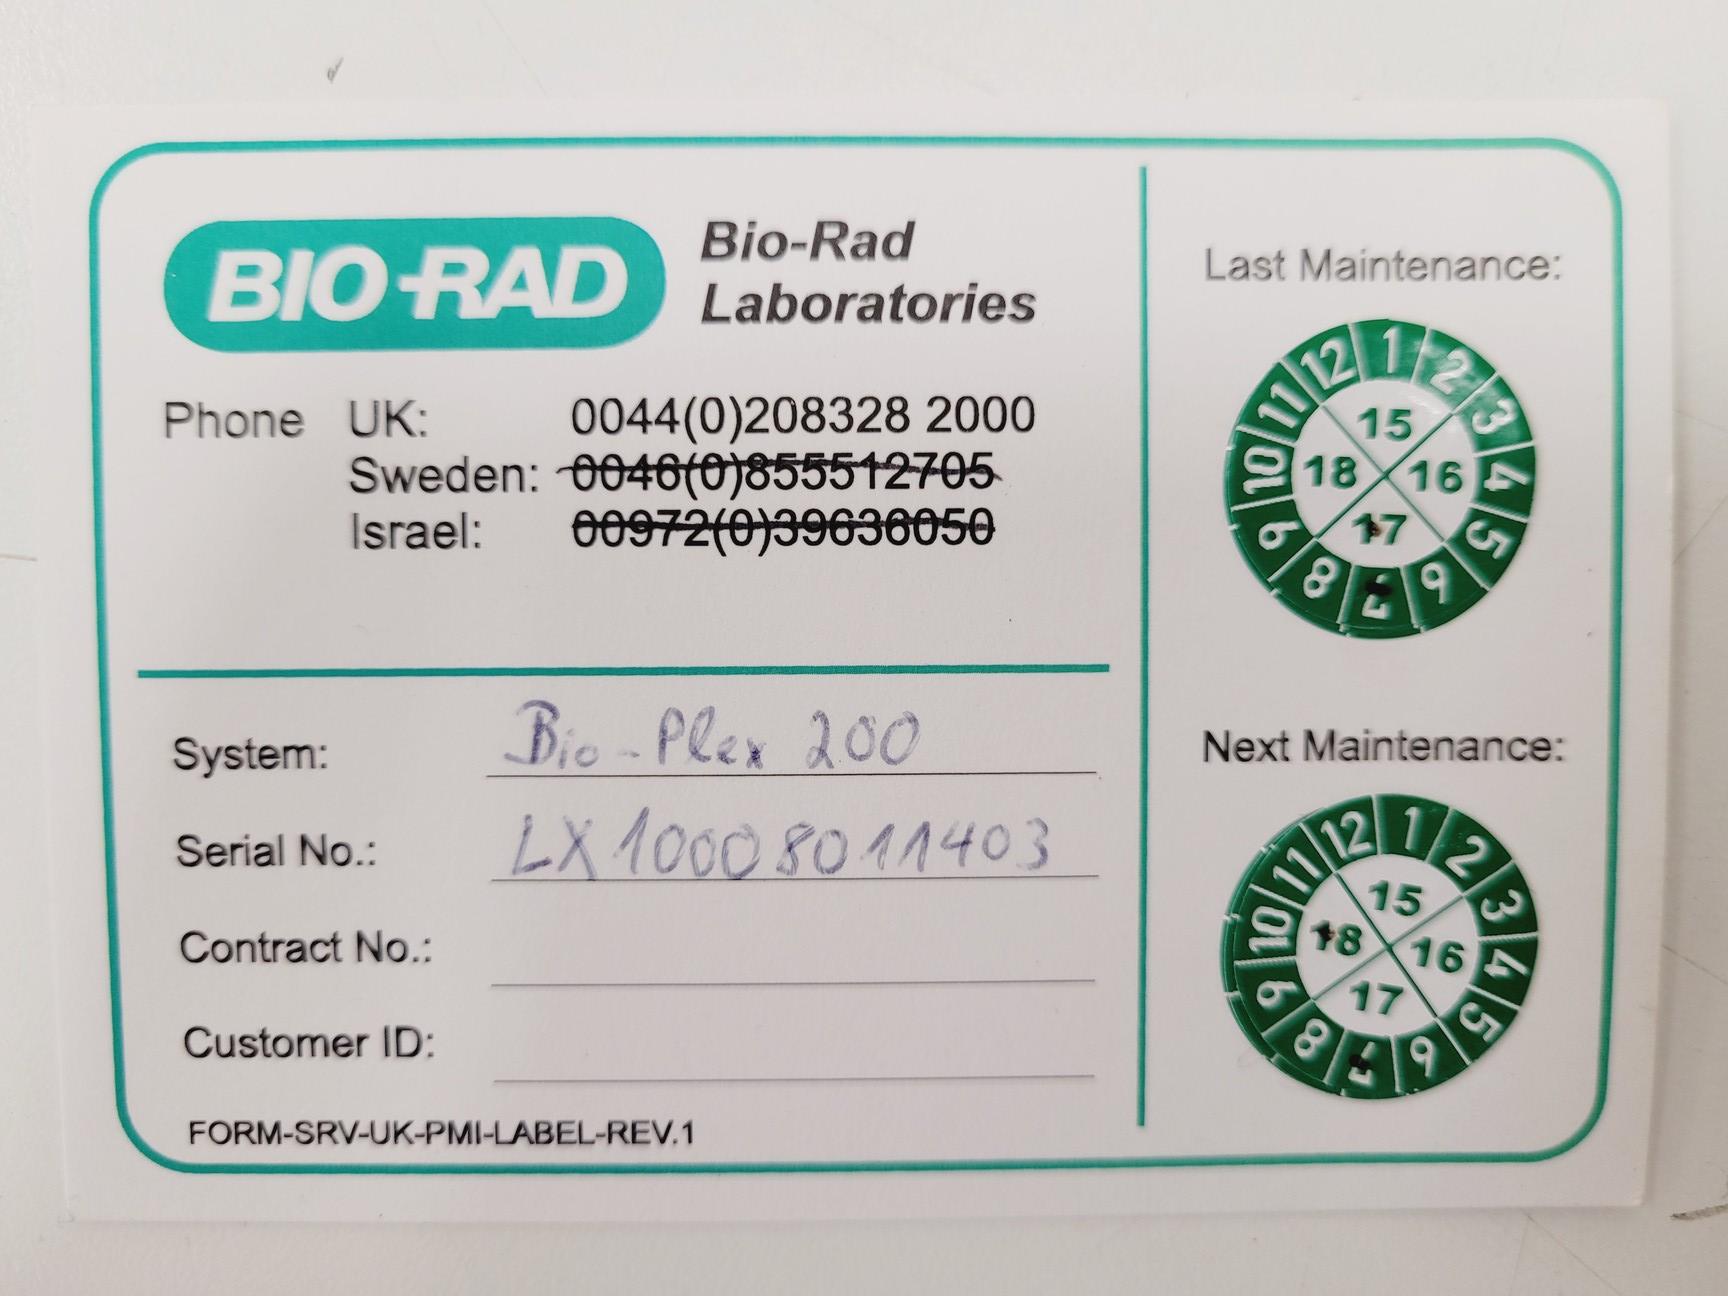 BIO-RAD
Bio-Rad
Laboratories
Phone UK: 0044(0)208328 2000
Sweden: 0046(0)855512705
Israel: 00972(0)39636050
System: Bio-Plex 200
Serial No.: LX10008011403
Contract No.:
Customer ID:
FORM-SRV-UK-PMI-LABEL-REV.1
Last Maintenance:
1 2 3 4 5 6 7 8 9 10 11 12
15 16 17 18
Next Maintenance:
1 2 3 4 5 6 7 8 9 10 11 12
15 16 17 18